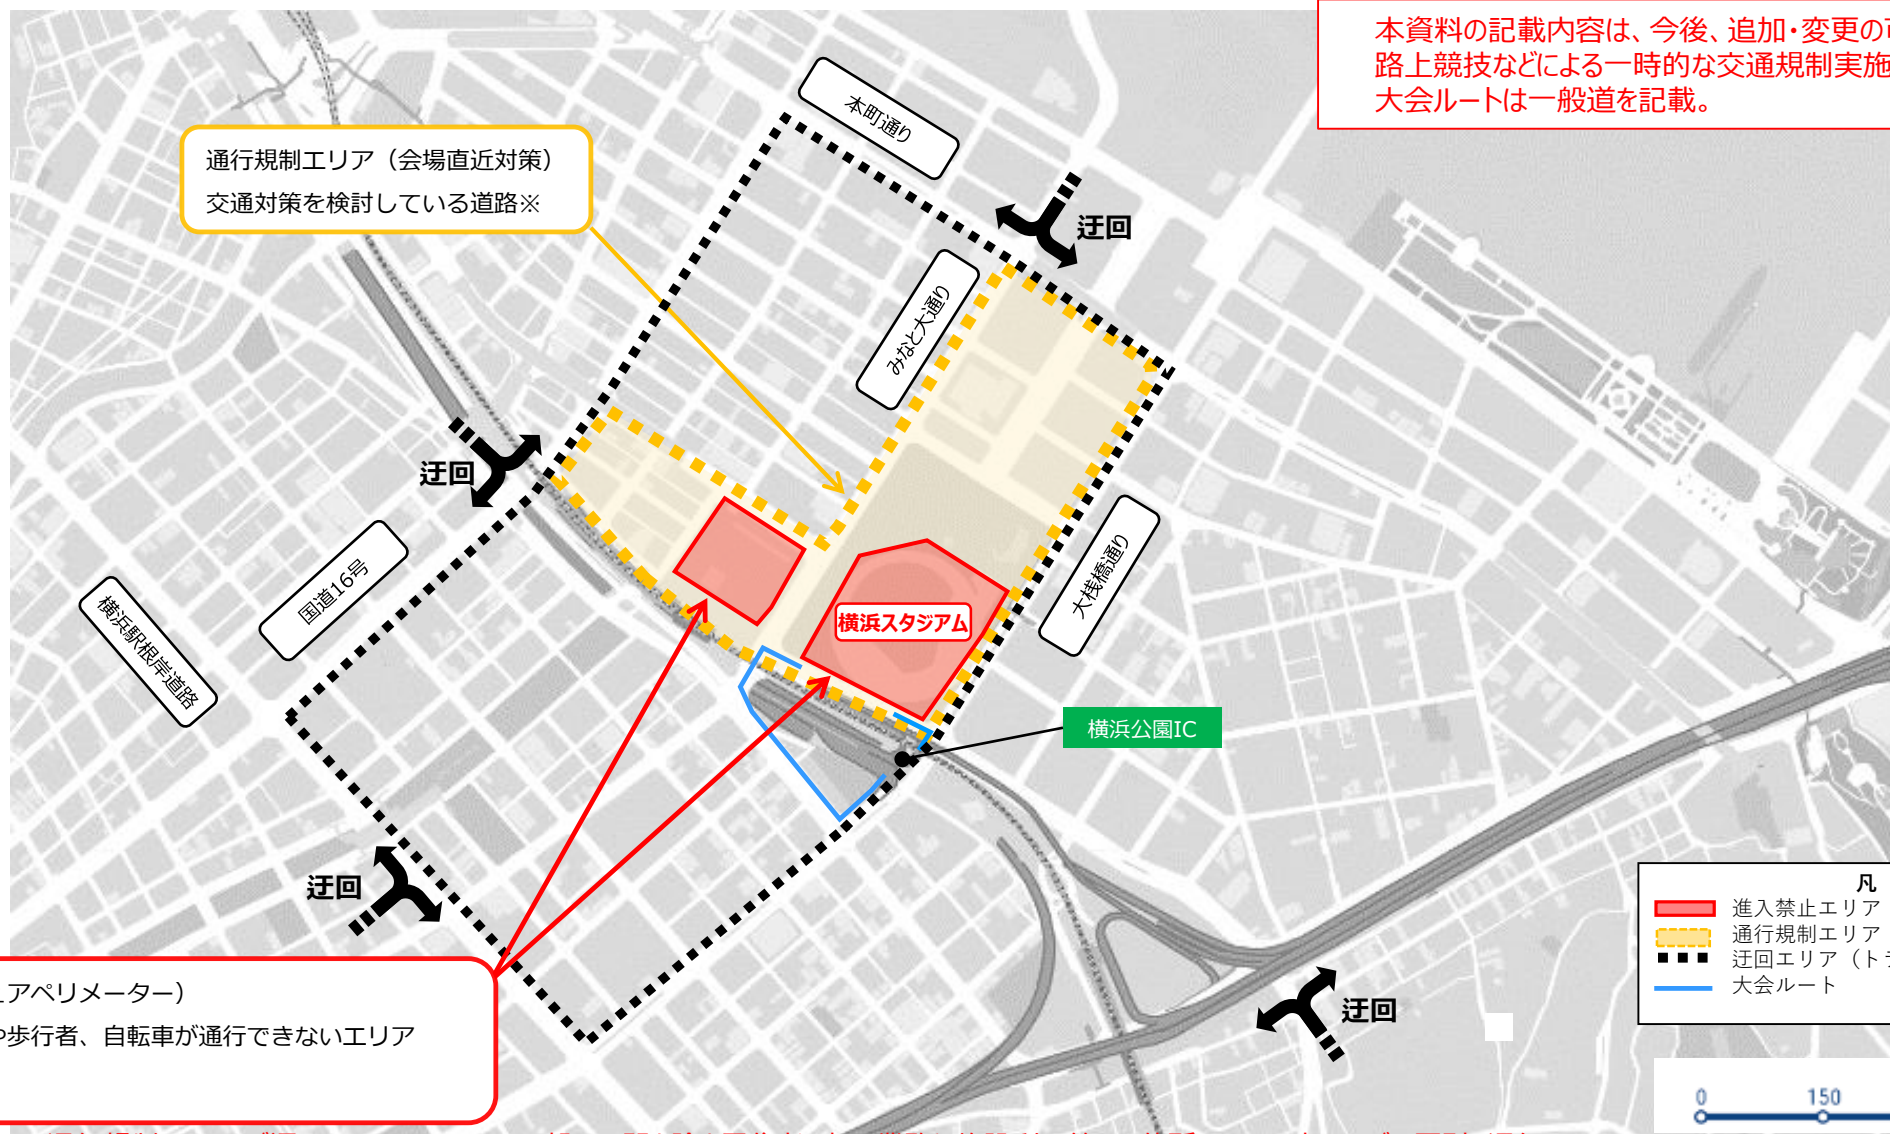 本資料の記載内容は、今後、追加・変更の
路上競技などによる一時的な交通規制実施
大会ルートは一般道を記載。
本町通り
通行規制エリア（会場直近対策）
交通対策を検討している道路※
迂回
みなと大通り
迂回
国道16号
横浜駅根岸道路
大桟橋通り
横浜スタジアム
横浜公園IC
迂回
アペリメーター）
歩行者、自転車が通行できないエリア
迂回
凡
進入禁止エリア
通行規制エリア
迂回エリア（ト
大会ルート
0 150